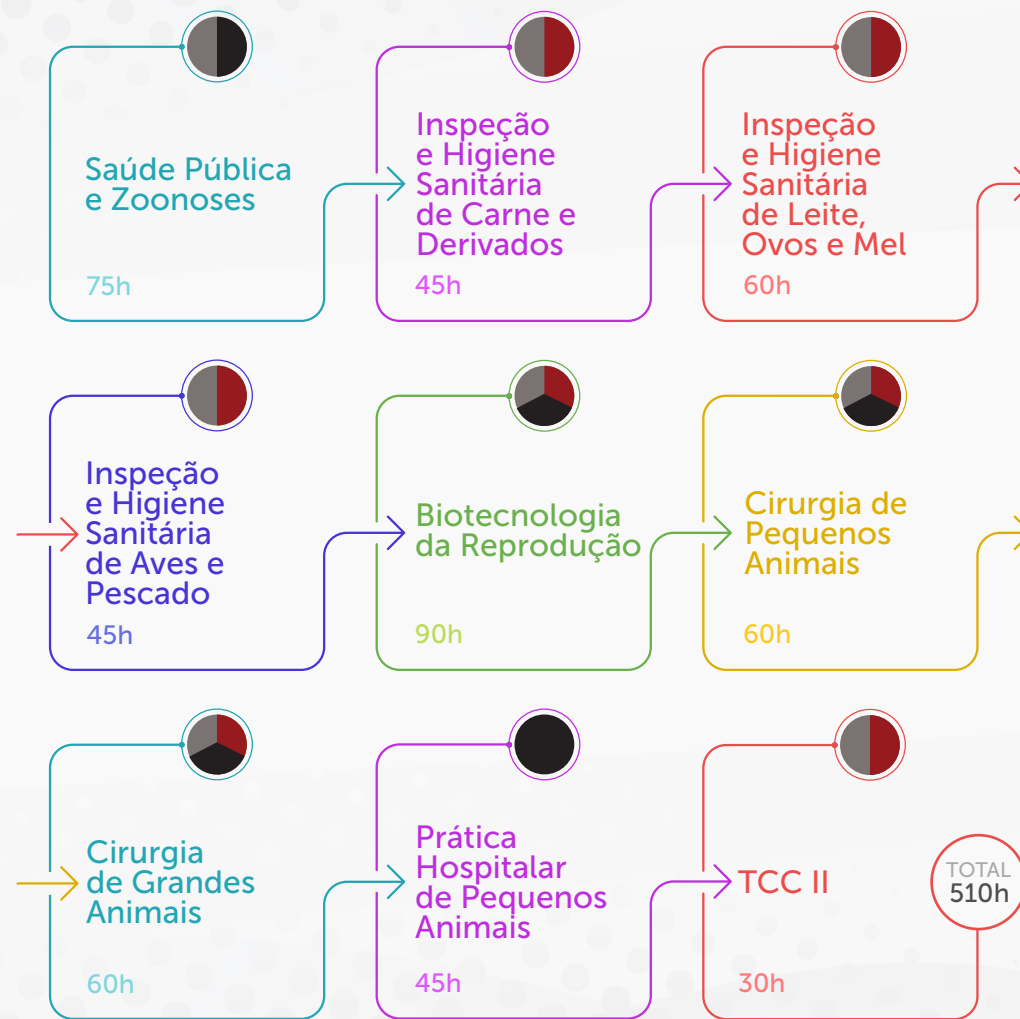 Saúde Pública
e Zoonoses
75h
Inspeção
e Higiene
Sanitária
de Carne e
Derivados
45h
Inspeção
e Higiene
Sanitária
de Leite,
Ovos e Mel
60h
Inspeção
e Higiene
Sanitária
de Aves e
Pescado
45h
Biotecnologia
da Reprodução
90h
Cirurgia de
Pequenos
Animais
60h
Cirurgia
de Grandes
Animais
60h
Prática
Hospitalar
de Pequenos
Animais
45h
TCC II
30h
TOTAL
510h